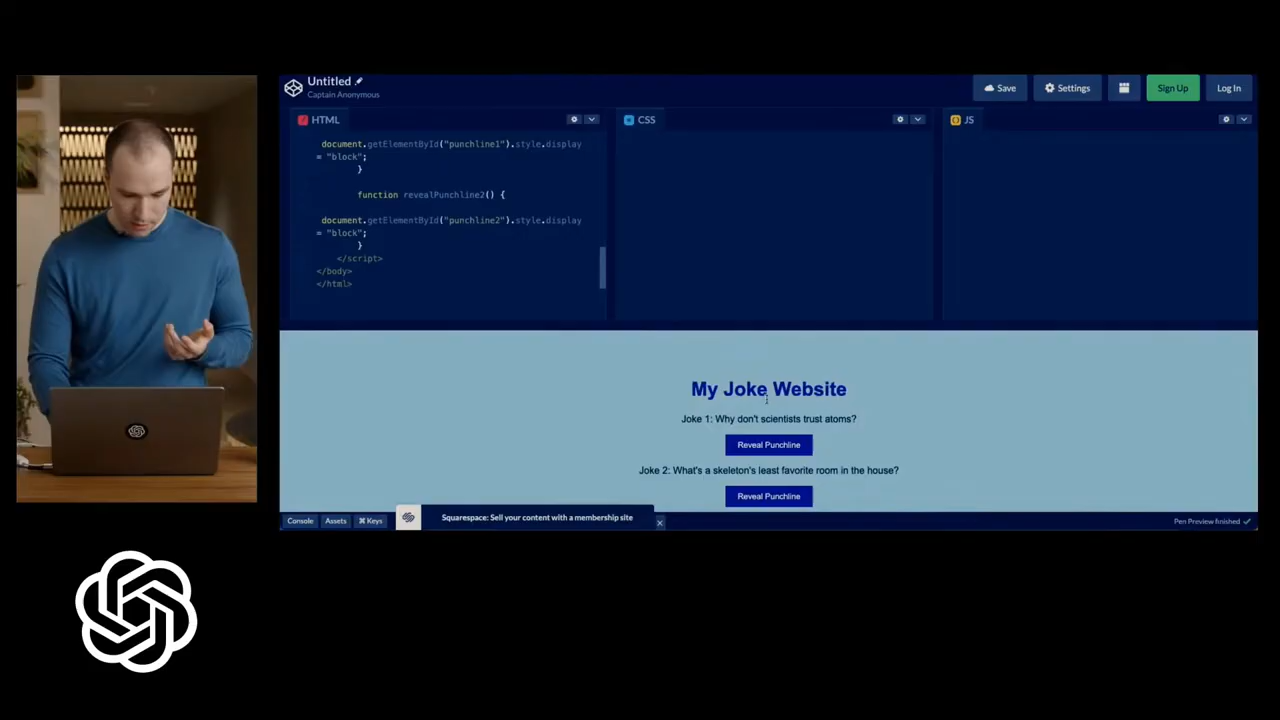 Untitled
Captain Anonymous
Save
Settings
Sign Up
Log In
HTML
CSS
JS
document.getElementById("punchline1").style.display
= "block";
}
function revealPunchline2() {
document.getElementById("punchline2").style.display
= "block";
}
</script>
</body>
</html>
My Joke Website
Joke 1: Why don't scientists trust atoms?
Reveal Punchline
Joke 2: What's a skeleton's least favorite room in the house?
Reveal Punchline
Console
Assets
⌘ Keys
Squarespace: Sell your content with a membership site
x
Pen Preview finished